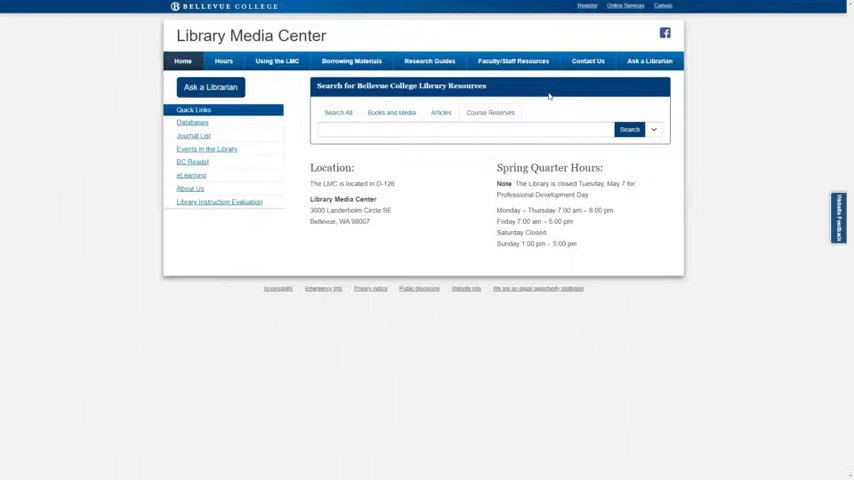 BELLEVUE COLLEGE
Register Online Services Canvas
Library Media Center
Home Hours Using the LMC Borrowing Materials Research Guides Faculty/Staff Resources Contact Us Ask a Librarian
Ask a Librarian
Search for Bellevue College Library Resources
Quick Links
Search All Books and Media Articles Course Reserves
Databases
Search
Journal List
Events in the Library
BC Reads!
eLearning
About Us
Library Instruction Evaluation
Location:
The LMC is located in D-126
Library Media Center
3000 Landerholm Circle SE
Bellevue, WA 98007
Spring Quarter Hours:
Note: The Library is closed Tuesday, May 7 for
Professional Development Day
Monday – Thursday 7:00 am – 8:00 pm
Friday 7:00 am – 5:00 pm
Saturday Closed
Sunday 1:00 pm – 5:00 pm
Website Feedback
Accessibility Emergency info Privacy notice Public disclosure Website info We are an equal opportunity institution